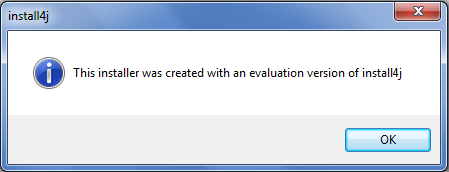 install4j
This installer was created with an evaluation version of install4j
OK